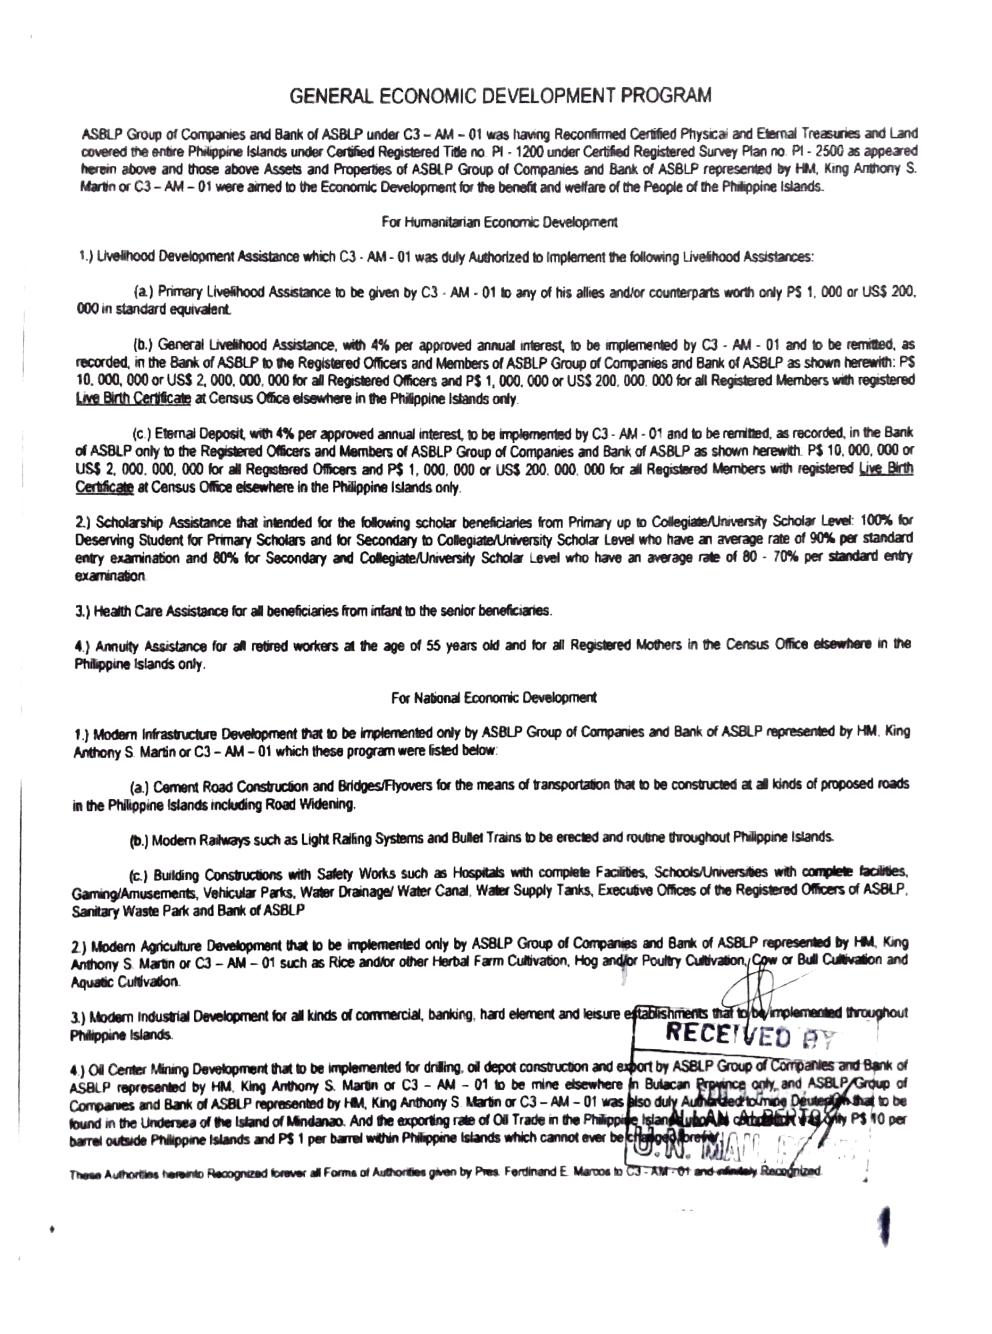 GENERAL ECONOMIC DEVELOPMENT PROGRAM
ASBLP Group of Companies and Bank of ASBLP under C3 – AM – 01 was having Reconfirmed Certified Physical and Eternal Treasuries and Land
covered the entire Philippine Islands under Certified Registered Title no. PI - 1200 under Certified Registered Survey Plan no. PI - 2500 as appeared
herein above and those above Assets and Properties of ASBLP Group of Companies and Bank of ASBLP represented by HM, King Anthony S.
Martin or C3 – AM – 01 were aimed to the Economic Development for the benefit and welfare of the People of the Philippine Islands.
For Humanitarian Economic Development
1.) Livelihood Development Assistance which C3 - AM - 01 was duly Authorized to Implement the following Livelihood Assistances:
(a.) Primary Livelihood Assistance to be given by C3 - AM - 01 to any of his allies and/or counterparts worth only P$ 1, 000 or US$ 200,
000 in standard equivalent.
(b.) General Livelihood Assistance, with 4% per approved annual interest, to be implemented by C3 - AM - 01 and to be remitted, as
recorded, in the Bank of ASBLP to the Registered Officers and Members of ASBLP Group of Companies and Bank of ASBLP as shown herewith: P$
10, 000, 000 or US$ 2, 000, 000, 000 for all Registered Officers and P$ 1, 000, 000 or US$ 200, 000. 000 for all Registered Members with registered
Live Birth Certificate at Census Office elsewhere in the Philippine Islands only.
(c.) Eternal Deposit, with 4% per approved annual interest, to be implemented by C3 - AM - 01 and to be remitted, as recorded, in the Bank
of ASBLP only to the Registered Officers and Members of ASBLP Group of Companies and Bank of ASBLP as shown herewith. P$ 10, 000, 000 or
US$ 2, 000, 000, 000 for all Registered Officers and P$ 1, 000, 000 or US$ 200. 000. 000 for all Registered Members with registered Live Birth
Certificate at Census Office elsewhere in the Philippine Islands only.
2.) Scholarship Assistance that intended for the following scholar beneficiaries from Primary up to Collegiate/University Scholar Level: 100% for
Deserving Student for Primary Scholars and for Secondary to Collegiate/University Scholar Level who have an average rate of 90% per standard
entry examination and 80% for Secondary and Collegiate/University Scholar Level who have an average rate of 80 - 70% per standard entry
examination.
3.) Health Care Assistance for all beneficiaries from infant to the senior beneficiaries.
4.) Annuity Assistance for all retired workers at the age of 55 years old and for all Registered Mothers in the Census Office elsewhere in the
Philippine Islands only.
For National Economic Development
1.) Modern Infrastructure Development that to be implemented only by ASBLP Group of Companies and Bank of ASBLP represented by HM, King
Anthony S. Martin or C3 – AM – 01 which these program were listed below:
(a.) Cement Road Construction and Bridges/Flyovers for the means of transportation that to be constructed at all kinds of proposed roads
in the Philippine Islands including Road Widening.
(b.) Modern Railways such as Light Railing Systems and Bullet Trains to be erected and routine throughout Philippine Islands.
(c.) Building Constructions with Safety Works such as Hospitals with complete Facilities, Schools/Universities with complete facilities,
Gaming/Amusements, Vehicular Parks, Water Drainage/ Water Canal, Water Supply Tanks, Executive Offices of the Registered Officers of ASBLP,
Sanitary Waste Park and Bank of ASBLP
2.) Modern Agriculture Development that to be implemented only by ASBLP Group of Companies and Bank of ASBLP represented by HM, King
Anthony S. Martin or C3 – AM – 01 such as Rice and/or other Herbal Farm Cultivation, Hog and/or Poultry Cultivation, Cow or Bull Cultivation and
Aquatic Cultivation.
3.) Modern Industrial Development for all kinds of commercial, banking, hard element and leisure establishments that to be implemented throughout
Philippine Islands.
RECEIVED BY
4.) Oil Center Mining Development that to be implemented for drilling, oil depot construction and export by ASBLP Group of Companies and Bank of
ASBLP represented by HM, King Anthony S. Martin or C3 – AM – 01 to be mine elsewhere in Bulacan Province only, and ASBLP Group of
Companies and Bank of ASBLP represented by HM, King Anthony S. Martin or C3 – AM – 01 was also duly Authorized to mine Deuterium that to be
found in the Undersea of the Island of Mindanao. And the exporting rate of Oil Trade in the Philippine Islands only P$ 10 per
ALLAN ALBERTO
barrel outside Philippine Islands and P$ 1 per barrel within Philippine Islands which cannot ever be changed forever.
U.N.
These Authorities hereinto Recognized forever all Forms of Authorities given by Pres. Ferdinand E. Marcos to C3 - AM - 01 and Recognized.
1